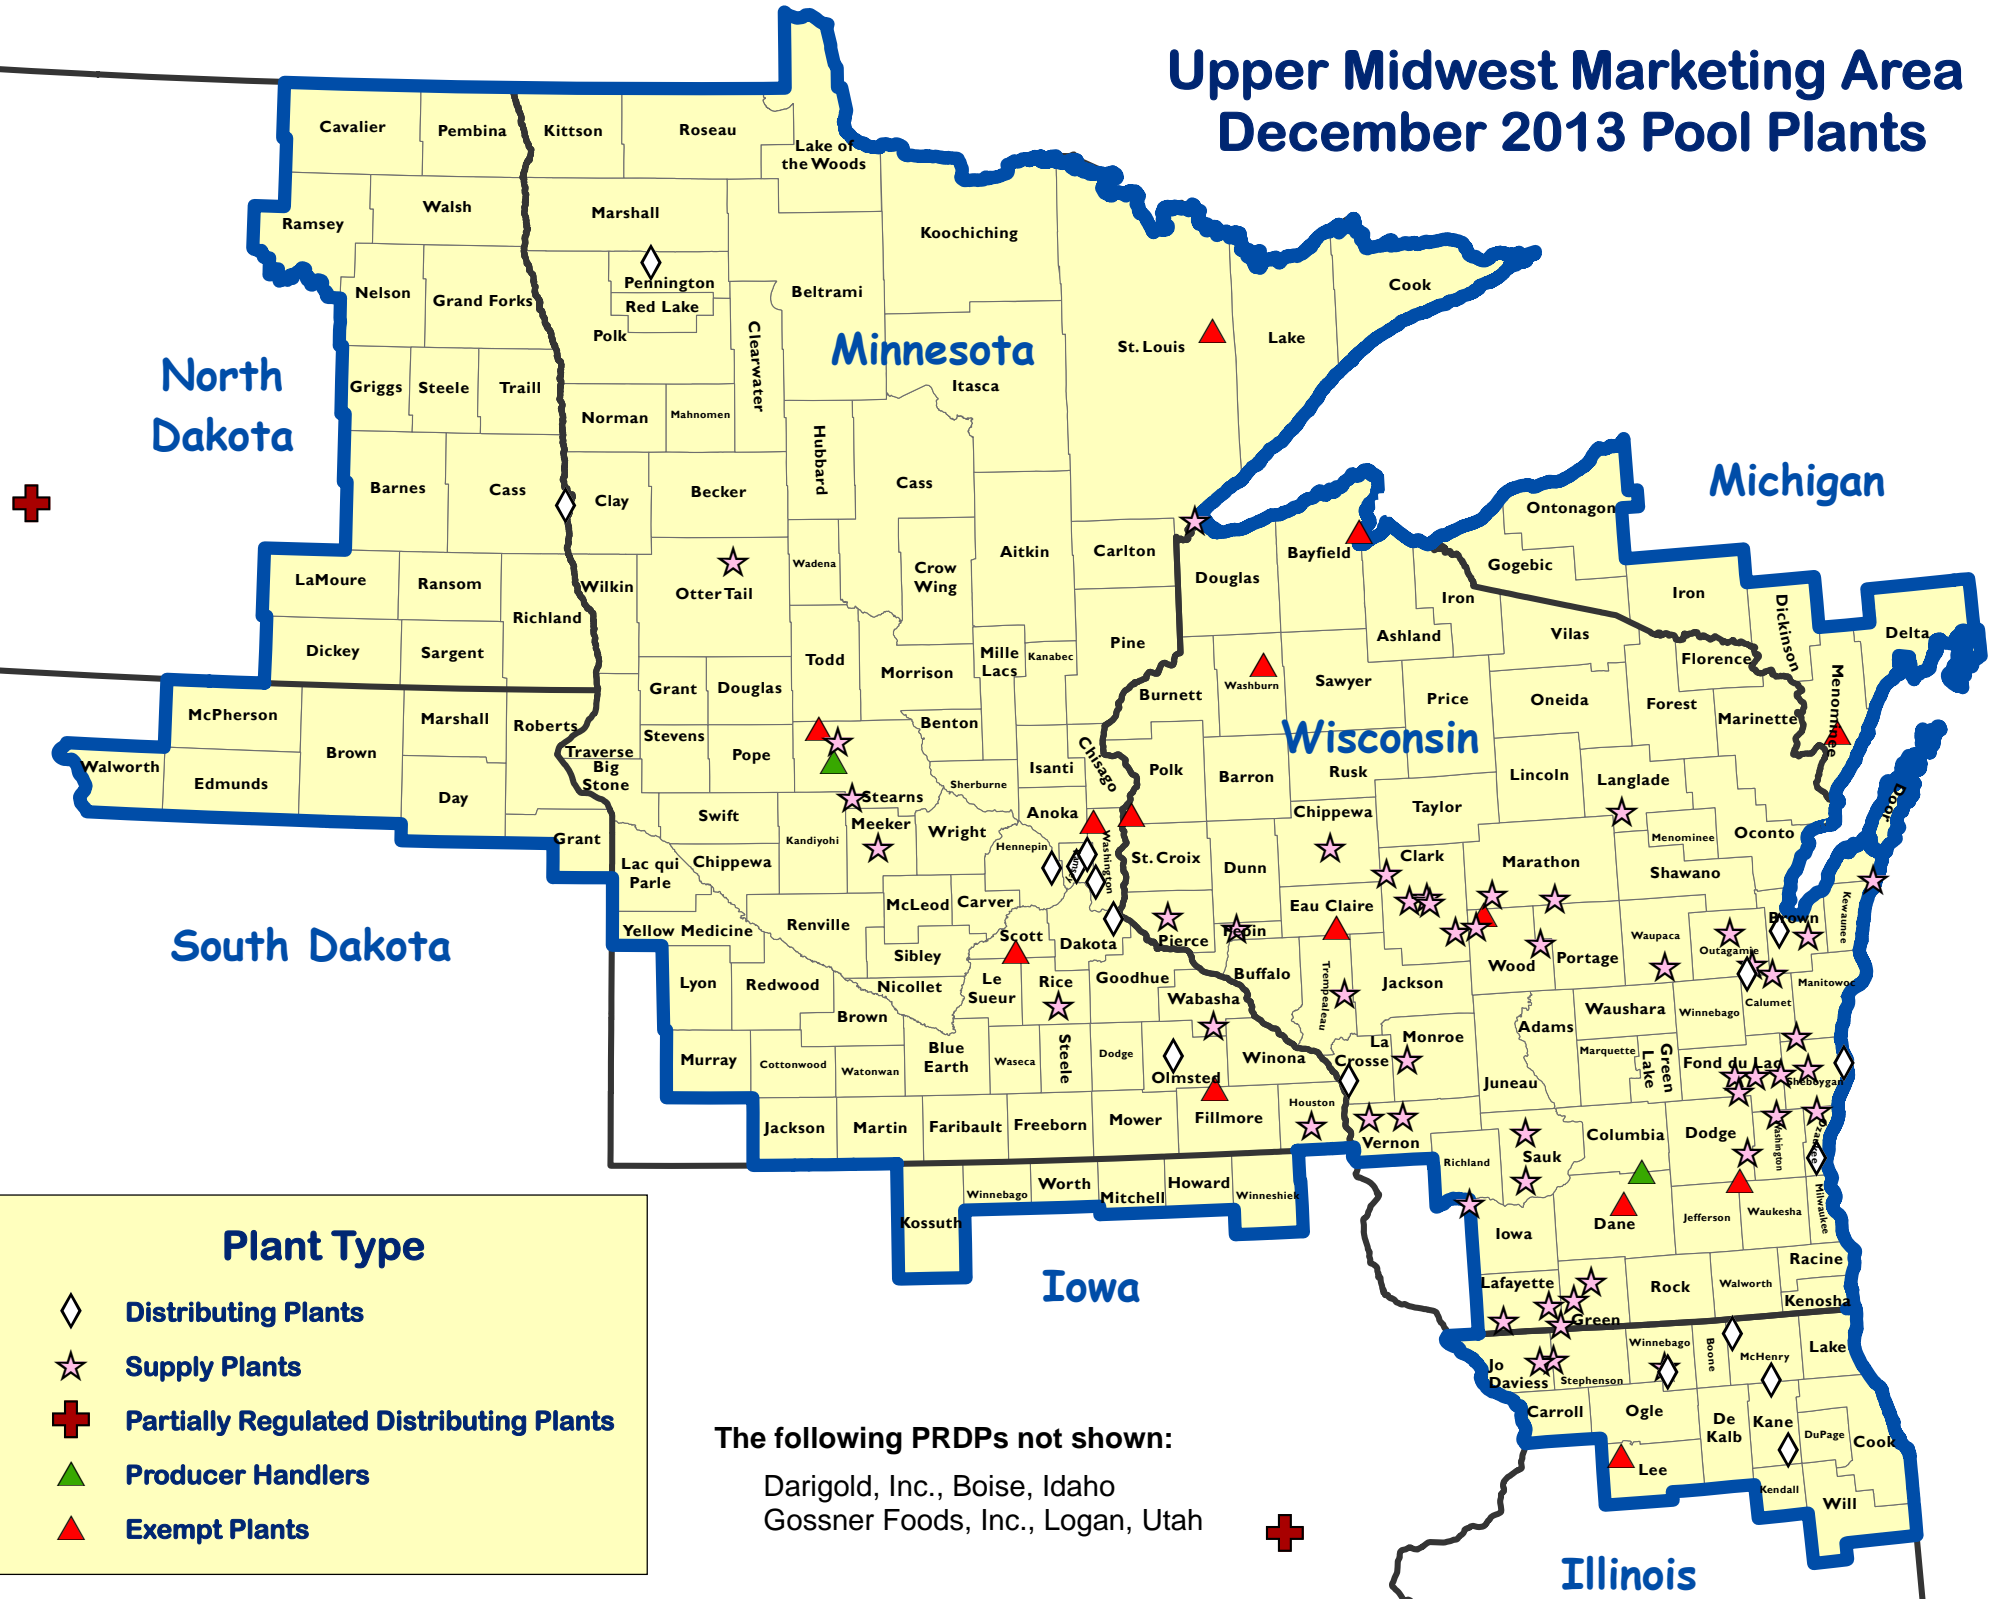 Upper Midwest Marketing Area
December 2013 Pool Plants
Cavalier
Pembina
Kittson
Roseau
Lake of
the Woods
Ramsey
Walsh
Marshall
Koochiching
Nelson
Grand Forks
Pennington
Red Lake
Polk
Clearwater
Beltrami
Cook
Lake
St. Louis
Minnesota
Itasca
North
Dakota
Griggs
Steele
Traill
Norman
Mahnomen
Hubbard
Cass
Barnes
Cass
Clay
Becker
Michigan
Ontonagon
Gogebic
LaMoure
Ransom
Richland
Wilkin
Otter Tail
Wadena
Crow
Wing
Aitkin
Carlton
Douglas
Bayfield
Iron
Iron
Dickinson
Delta
Dickey
Sargent
Todd
Morrison
Mille
Lacs
Kanabec
Pine
Ashland
Vilas
Florence
Menominee
Grant
Douglas
Burnett
Washburn
Sawyer
Price
Oneida
Forest
Marinette
McPherson
Brown
Marshall
Roberts
Stevens
Pope
Benton
Wisconsin
Walworth
Edmunds
Day
Traverse
Big
Stone
Stearns
Sherburne
Isanti
Chisago
Polk
Barron
Rusk
Lincoln
Langlade
Door
Grant
Swift
Kandiyohi
Meeker
Wright
Anoka
Chippewa
Taylor
Menominee
Oconto
Lac qui
Parle
Chippewa
Hennepin
Ramsey
Washington
St. Croix
Dunn
Clark
Marathon
Shawano
South Dakota
Yellow Medicine
Renville
McLeod
Carver
Scott
Dakota
Pierce
Pepin
Eau Claire
Waupaca
Outagamie
Brown
Kewaunee
Lyon
Redwood
Sibley
Nicollet
Le
Sueur
Rice
Goodhue
Wabasha
Buffalo
Trempealeau
Jackson
Wood
Portage
Calumet
Manitowoc
Brown
Waushara
Winnebago
Adams
Murray
Cottonwood
Watonwan
Blue
Earth
Waseca
Steele
Dodge
Olmsted
Winona
La
Crosse
Monroe
Juneau
Marquette
Green
Lake
Fond du Lac
Sheboygan
Jackson
Martin
Faribault
Freeborn
Mower
Fillmore
Houston
Vernon
Richland
Sauk
Columbia
Dodge
Washington
Ozaukee
Kossuth
Winnebago
Worth
Mitchell
Howard
Winneshiek
Iowa
Iowa
Dane
Jefferson
Waukesha
Milwaukee
Lafayette
Green
Rock
Walworth
Racine
Kenosha
Jo
Daviess
Stephenson
Winnebago
Boone
McHenry
Lake
Carroll
Ogle
De
Kalb
Kane
DuPage
Cook
Lee
Kendall
Will
Illinois
Plant Type
Distributing Plants
Supply Plants
Partially Regulated Distributing Plants
Producer Handlers
Exempt Plants
The following PRDPs not shown:
Darigold, Inc., Boise, Idaho
Gossner Foods, Inc., Logan, Utah